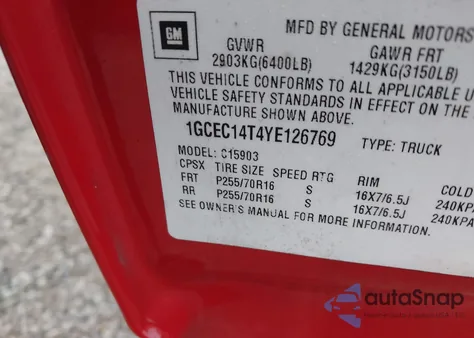 GM
MFD BY GENERAL MOTORS
GVWR GAWR FRT
2903KG(6400LB) 1429KG(3150LB)
THIS VEHICLE CONFORMS TO ALL APPLICABLE
VEHICLE SAFETY STANDARDS IN EFFECT ON THE
MANUFACTURE SHOWN ABOVE.
1GCEC14T4YE126769 TYPE: TRUCK
MODEL: C15903
CPSX TIRE SIZE SPEED RTG RIM COLD
FRT P255/70R16 S 16X7/6.5J 240KPA
RR P255/70R16 S 16X7/6.5J 240KPA
SEE OWNER'S MANUAL FOR MORE INFORMATION.
autoSnap